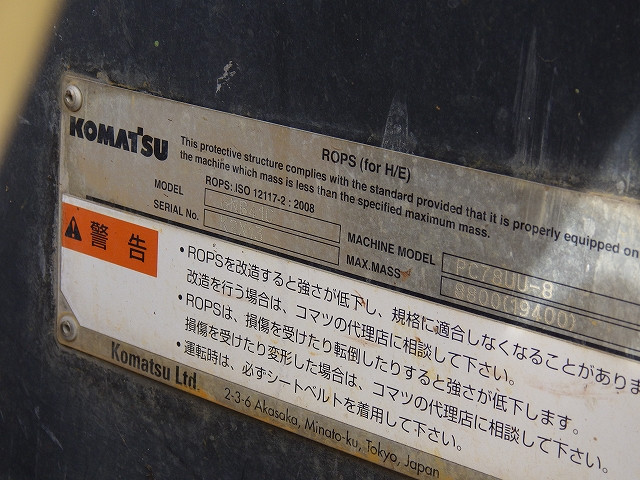 KOMATSU
ROPS (for H/E)
This protective structure complies with the standard provided that it is properly equipped on
the machine which mass is less than the specified maximum mass.
ROPS: ISO 12117-2 : 2008
MODEL
SERIAL No.
MACHINE MODEL PC78UU-8
MAX.MASS 8800(19400)
警告
•ROPSを改造すると強さが低下し、規格に適合しなくなることがありま
改造を行う場合は、コマツの代理店に相談して下さい。
•ROPSは、損傷を受けたり転倒したりすると強さが低下します。
損傷を受けたり変形した場合は、コマツの代理店に相談して下さい。
•運転時は、必ずシートベルトを着用して下さい。
Komatsu Ltd.
2-3-6 Akasaka, Minato-ku, Tokyo, Japan